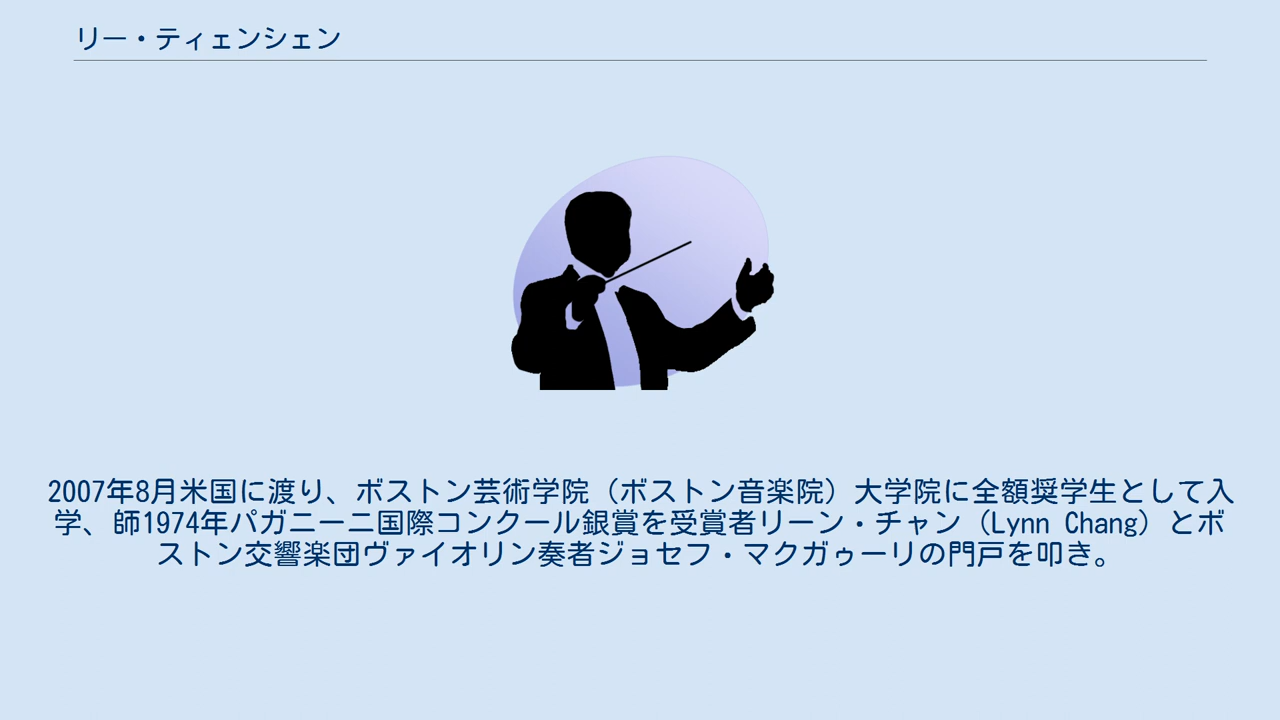 リー・ティェンシェン
2007年8月米国に渡り、ボストン芸術学院（ボストン音楽院）大学院に全額奨学生として入
学、師1974年パガニーニ国際コンクール銀賞を受賞者リーン・チャン（Lynn Chang）とボ
ストン交響楽団ヴァイオリン奏者ジョセフ・マクガゥーリの門戸を叩き。